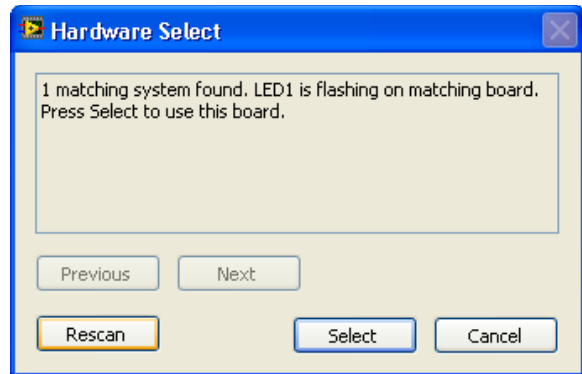 Hardware Select
1 matching system found. LED1 is flashing on matching board.
Press Select to use this board.
Previous
Next
Rescan
Select
Cancel